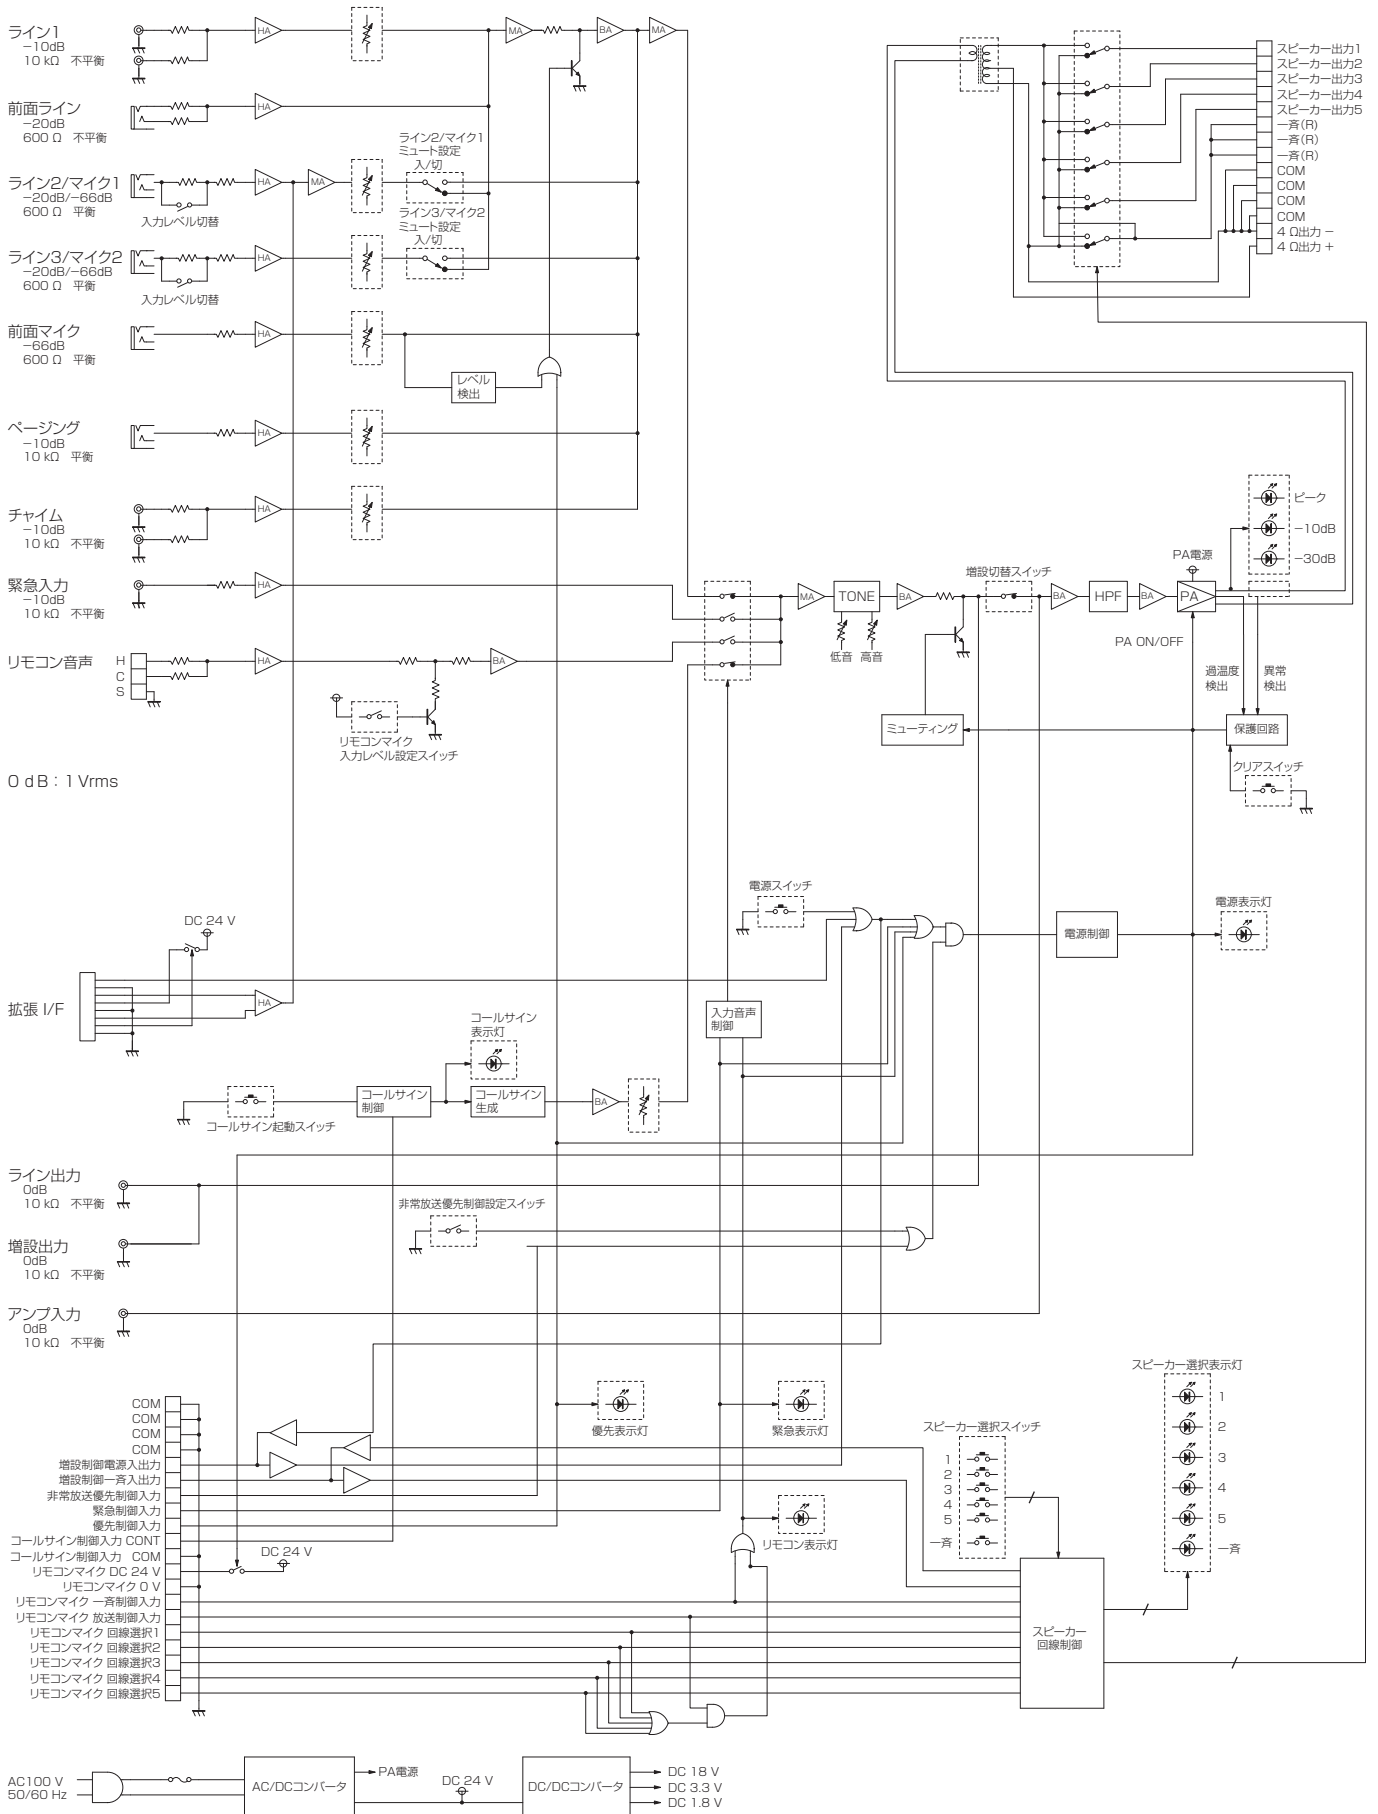 ライン1
−10dB
10 kΩ 不平衡
前面ライン
−20dB
600 Ω 不平衡
ライン2/マイク1
−20dB/−66dB
600 Ω 平衡
入力レベル切替
ライン3/マイク2
−20dB/−66dB
600 Ω 平衡
入力レベル切替
前面マイク
−66dB
600 Ω 平衡
ページング
−10dB
10 kΩ 平衡
チャイム
−10dB
10 kΩ 不平衡
緊急入力
−10dB
10 kΩ 不平衡
リモコン音声
H
C
S
0 dB : 1 Vrms
HA
HA
HA
HA
HA
HA
HA
HA
HA
MA
MA
BA
MA
ライン2/マイク1
ミュート設定
入/切
ライン3/マイク2
ミュート設定
入/切
レベル
検出
BA
リモコンマイク
入力レベル設定スイッチ
スピーカー出力1
スピーカー出力2
スピーカー出力3
スピーカー出力4
スピーカー出力5
一斉(R)
一斉(R)
一斉(R)
COM
COM
COM
COM
4 Ω出力 −
4 Ω出力 +
ピーク
−10dB
−30dB
PA電源
増設切替スイッチ
MA
TONE
BA
BA
HPF
BA
PA
低音 高音
PA ON/OFF
過温度
検出
異常
検出
ミューティング
保護回路
クリアスイッチ
電源スイッチ
電源制御
電源表示灯
DC 24 V
拡張 I/F
HA
入力音声
制御
コールサイン
表示灯
コールサイン
制御
コールサイン
生成
BA
コールサイン起動スイッチ
ライン出力
0dB
10 kΩ 不平衡
増設出力
0dB
10 kΩ 不平衡
アンプ入力
0dB
10 kΩ 不平衡
非常放送優先制御設定スイッチ
COM
COM
COM
COM
増設制御電源入出力
増設制御一斉入出力
非常放送優先制御入力
緊急制御入力
優先制御入力
コールサイン制御入力 CONT
コールサイン制御入力 COM
リモコンマイク DC 24 V
リモコンマイク 0 V
リモコンマイク 一斉制御入力
リモコンマイク 放送制御入力
リモコンマイク 回線選択1
リモコンマイク 回線選択2
リモコンマイク 回線選択3
リモコンマイク 回線選択4
リモコンマイク 回線選択5
DC 24 V
優先表示灯
緊急表示灯
リモコン表示灯
スピーカー選択スイッチ
1
2
3
4
5
一斉
スピーカー選択表示灯
1
2
3
4
5
一斉
スピーカー
回線制御
AC100 V
50/60 Hz
AC/DCコンバータ
PA電源
DC 24 V
DC/DCコンバータ
DC 18 V
DC 3.3 V
DC 1.8 V